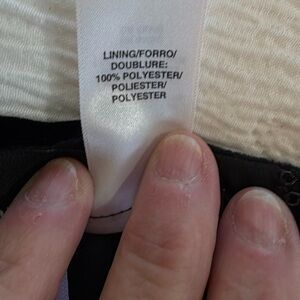 LINING/FORRO/
DOUBLURE:
100% POLYESTER/
POLIESTER/
POLYESTER